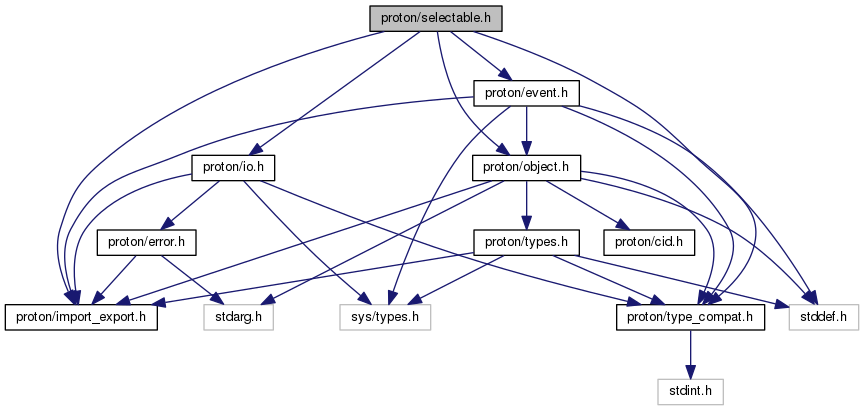 proton/selectable.h
proton/event.h
proton/io.h
proton/object.h
proton/error.h
proton/types.h
proton/cid.h
proton/import_export.h
stdarg.h
sys/types.h
proton/type_compat.h
stddef.h
stdint.h